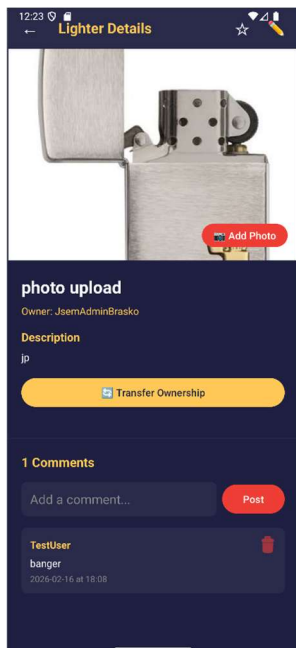 12:23
Lighter Details
Add Photo
photo upload
Owner: JsemAdminBrasko
Description
jp
Transfer Ownership
1 Comments
Add a comment...
Post
TestUser
banger
2026-02-16 at 18:08